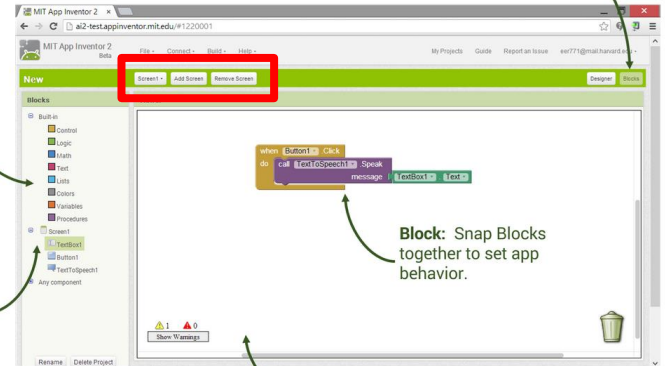 MIT App Inventor 2
ai2-test.appinventor.mit.edu/#1220001
MIT App Inventor 2
Beta
File Connect Build Help
My Projects Guide Report an Issue
New
Screen1 Add Screen Remove Screen
Designer Blocks
Blocks
Built-in
Control
Logic
Math
Text
Lists
Colors
Variables
Procedures
Screen1
TextBox1
Button1
TextToSpeech1
Any component
when Button1 .Click
do call TextToSpeech1 .Speak
message TextBox1 . Text
Block: Snap Blocks
together to set app
behavior.
1 0
Show Warnings
Rename Delete Project